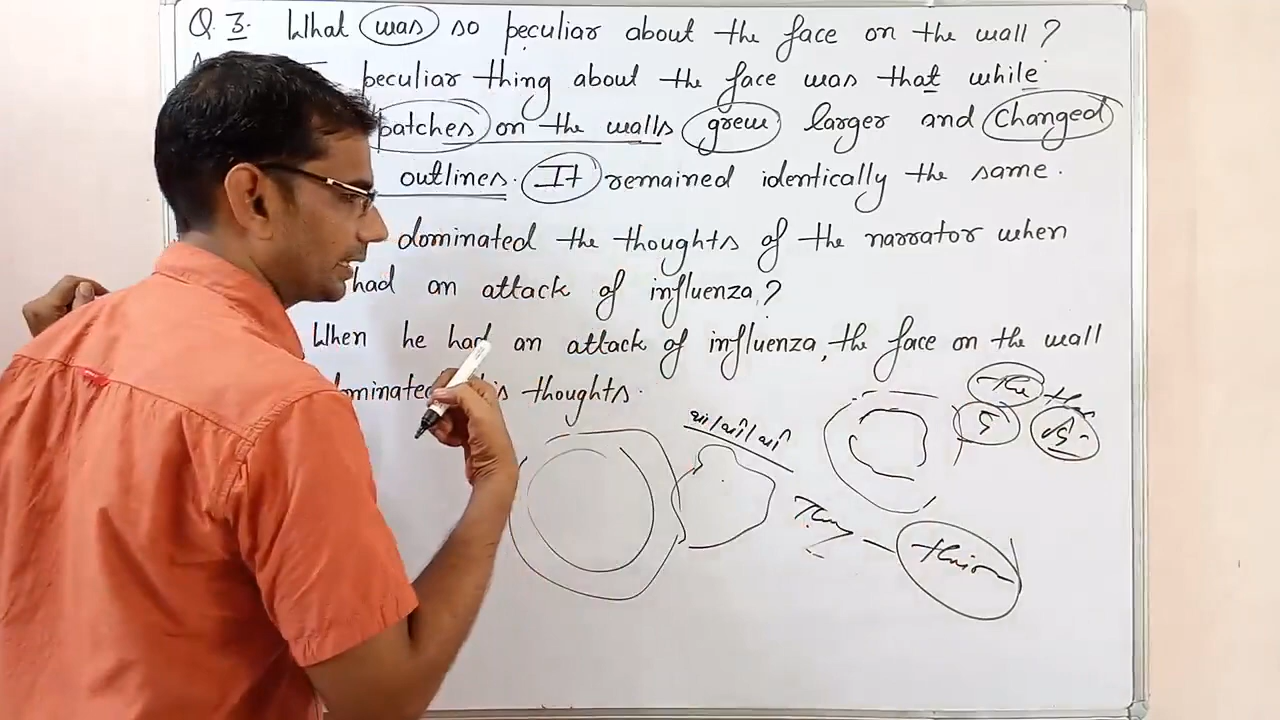 Q. 3. What was so peculiar about the face on the wall?
peculiar thing about the face was that while
patches on the walls grew larger and changed
outlines. It remained identically the same.
dominated the thoughts of the narrator when
had an attack of influenza?
When he had an attack of influenza, the face on the wall
dominated his thoughts.
का/की/के
The
They – their